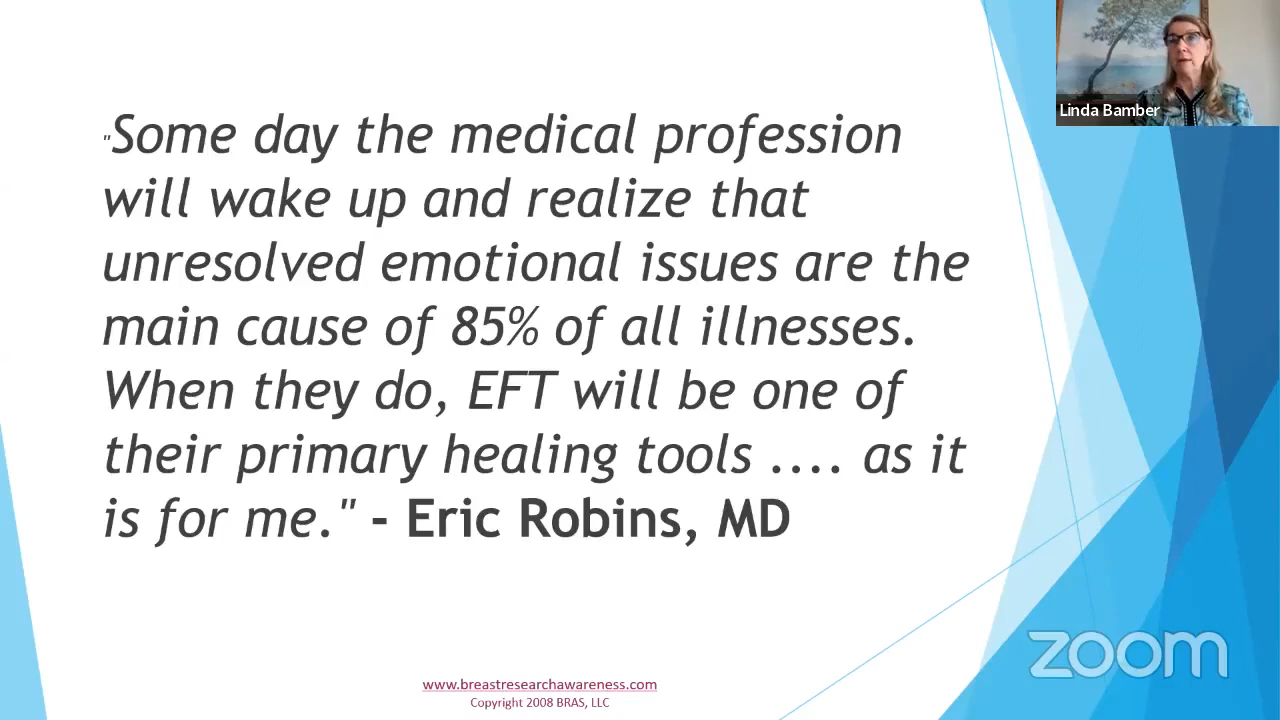 Linda Bamber
"Some day the medical profession
will wake up and realize that
unresolved emotional issues are the
main cause of 85% of all illnesses.
When they do, EFT will be one of
their primary healing tools .... as it
is for me." - Eric Robins, MD
zoom
www.breastresearchawareness.com
Copyright 2008 BRAS, LLC